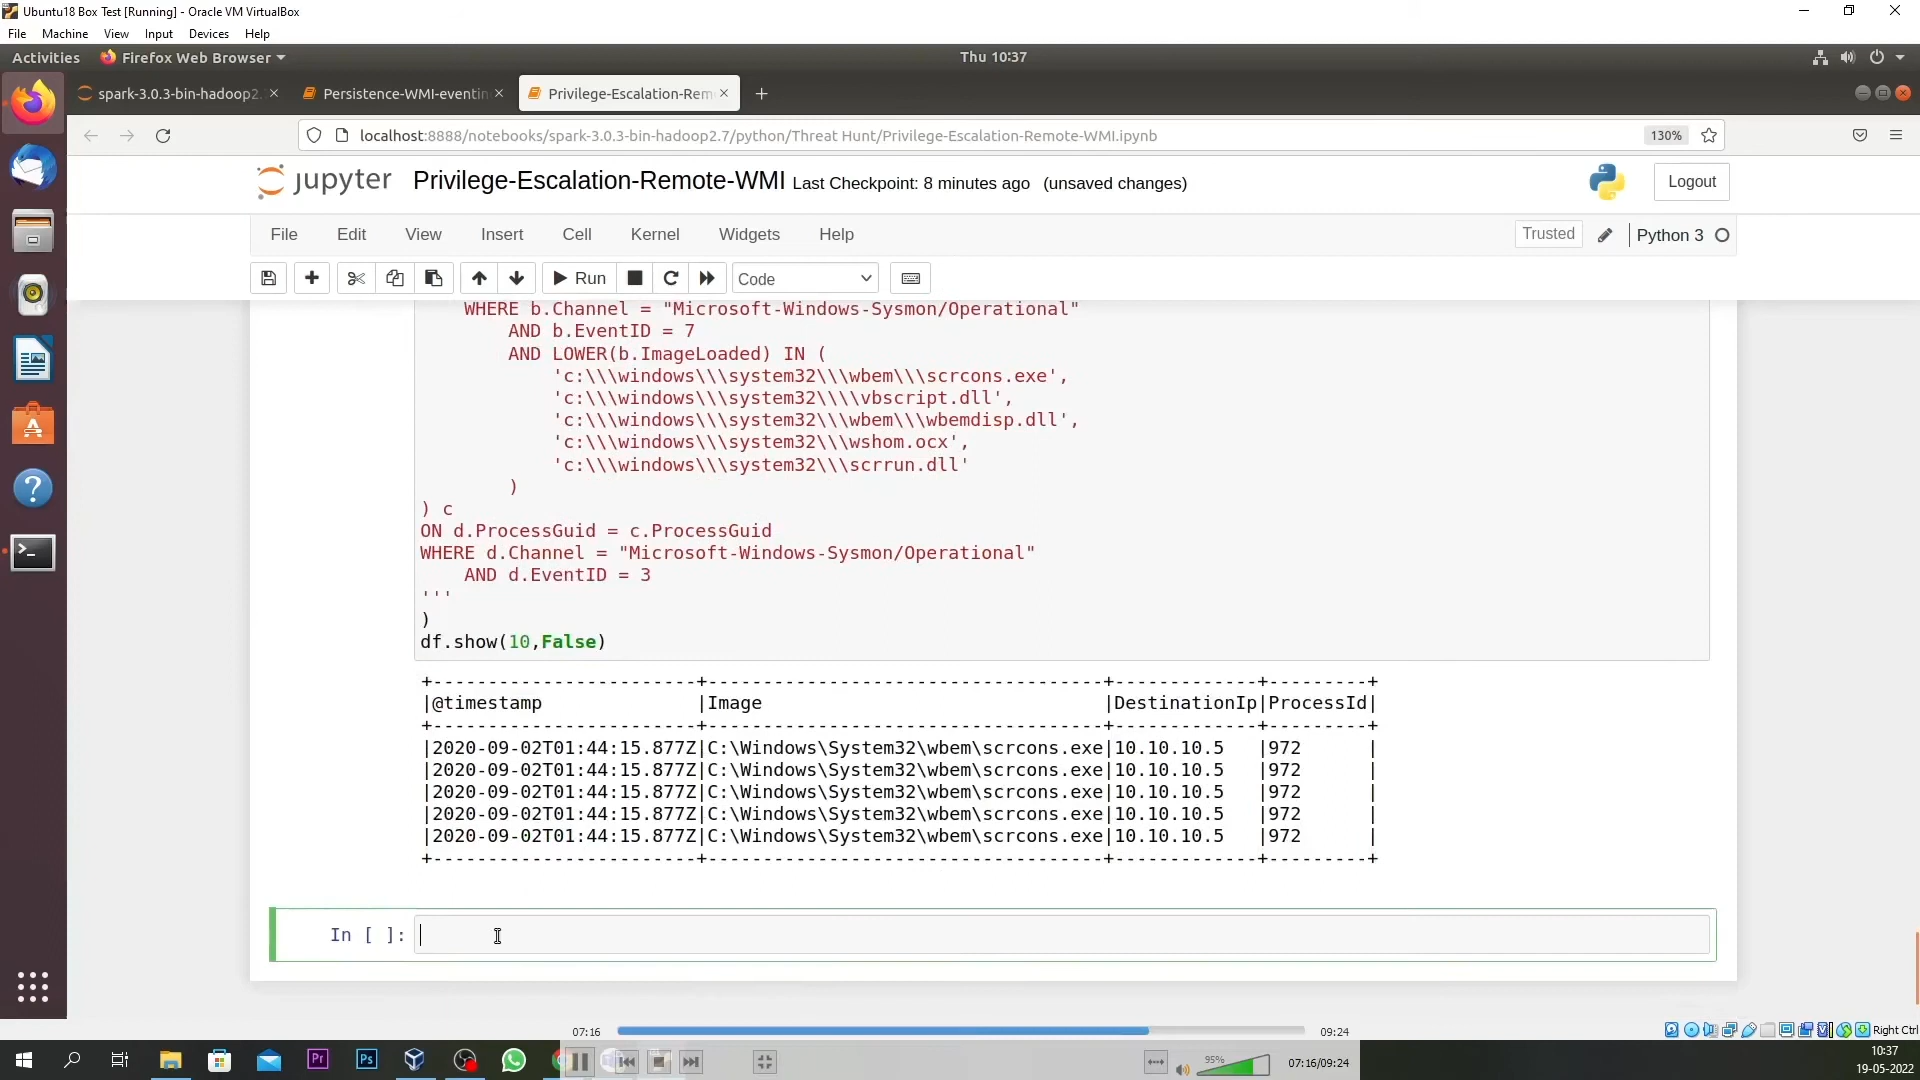 Ubuntu18 Box Test [Running] - Oracle VM VirtualBox
File Machine View Input Devices Help
Activities Firefox Web Browser Thu 10:37
spark-3.0.3-bin-hadoop2. Persistence-WMI-eventin Privilege-Escalation-Rem
localhost:8888/notebooks/spark-3.0.3-bin-hadoop2.7/python/Threat Hunt/Privilege-Escalation-Remote-WMI.ipynb 130%
jupyter Privilege-Escalation-Remote-WMI Last Checkpoint: 8 minutes ago (unsaved changes) Logout
File Edit View Insert Cell Kernel Widgets Help Trusted Python 3
Run Code
WHERE b.Channel = "Microsoft-Windows-Sysmon/Operational"
AND b.EventID = 7
AND LOWER(b.ImageLoaded) IN (
'c:\\\windows\\\system32\\\wbem\\\scrcons.exe',
'c:\\\windows\\\system32\\\\vbscript.dll',
'c:\\\windows\\\system32\\\wbem\\\wbemdisp.dll',
'c:\\\windows\\\system32\\\wshom.ocx',
'c:\\\windows\\\system32\\\scrrun.dll'
)
) c
ON d.ProcessGuid = c.ProcessGuid
WHERE d.Channel = "Microsoft-Windows-Sysmon/Operational"
AND d.EventID = 3
'''
)
df.show(10,False)
+------------------------+------------------------------------+-------------+---------+
|@timestamp |Image |DestinationIp|ProcessId|
+------------------------+------------------------------------+-------------+---------+
|2020-09-02T01:44:15.877Z|C:\Windows\System32\wbem\scrcons.exe|10.10.10.5 |972 |
|2020-09-02T01:44:15.877Z|C:\Windows\System32\wbem\scrcons.exe|10.10.10.5 |972 |
|2020-09-02T01:44:15.877Z|C:\Windows\System32\wbem\scrcons.exe|10.10.10.5 |972 |
|2020-09-02T01:44:15.877Z|C:\Windows\System32\wbem\scrcons.exe|10.10.10.5 |972 |
|2020-09-02T01:44:15.877Z|C:\Windows\System32\wbem\scrcons.exe|10.10.10.5 |972 |
+------------------------+------------------------------------+-------------+---------+
In [ ]:
07:16 09:24 Right Ctrl
Pr Ps 95% 07:16/09:24 10:37
19-05-2022